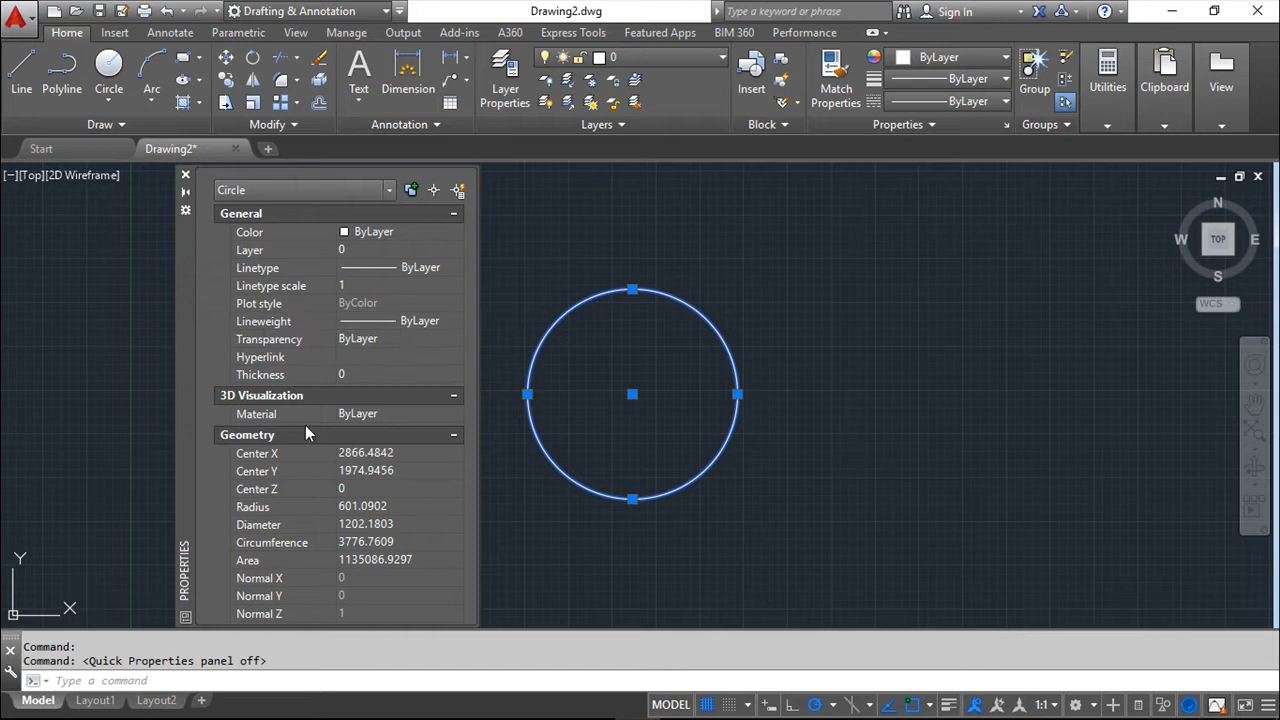 Drafting & Annotation
Drawing2.dwg
Type a keyword or phrase
Sign In
Home Insert Annotate Parametric View Manage Output Add-ins A360 Express Tools Featured Apps BIM 360 Performance
Line Polyline Circle Arc
Text Dimension
Layer Properties
0
Insert
Match Properties
ByLayer
ByLayer
ByLayer
Group
Utilities
Clipboard
View
Draw Modify Annotation Layers Block Properties Groups
Start Drawing2*
[−][Top][2D Wireframe]
Circle
General
Color ByLayer
Layer 0
Linetype ByLayer
Linetype scale 1
Plot style ByColor
Lineweight ByLayer
Transparency ByLayer
Hyperlink
Thickness 0
3D Visualization
Material ByLayer
Geometry
Center X 2866.4842
Center Y 1974.9456
Center Z 0
Radius 601.0902
Diameter 1202.1803
Circumference 3776.7609
Area 1135086.9297
Normal X 0
Normal Y 0
Normal Z 1
PROPERTIES
N
W TOP E
S
WCS
Y
X
Command:
Command: <Quick Properties panel off>
Type a command
Model Layout1 Layout2
MODEL
1:1